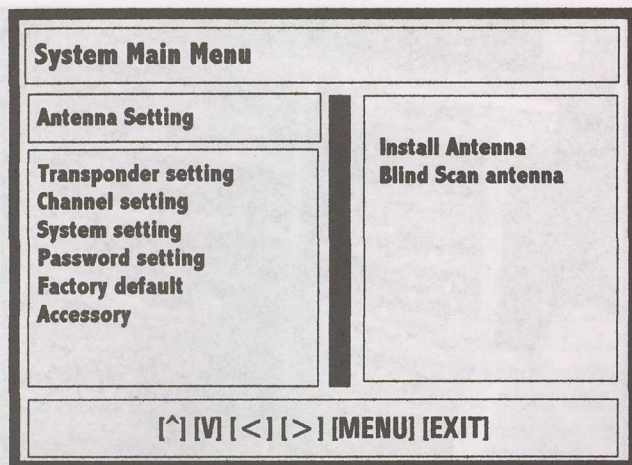 System Main Menu
Antenna Setting
Transponder setting
Channel setting
System setting
Password setting
Factory default
Accessory
Install Antenna
Blind Scan antenna
[^] [V] [<] [>] [MENU] [EXIT]